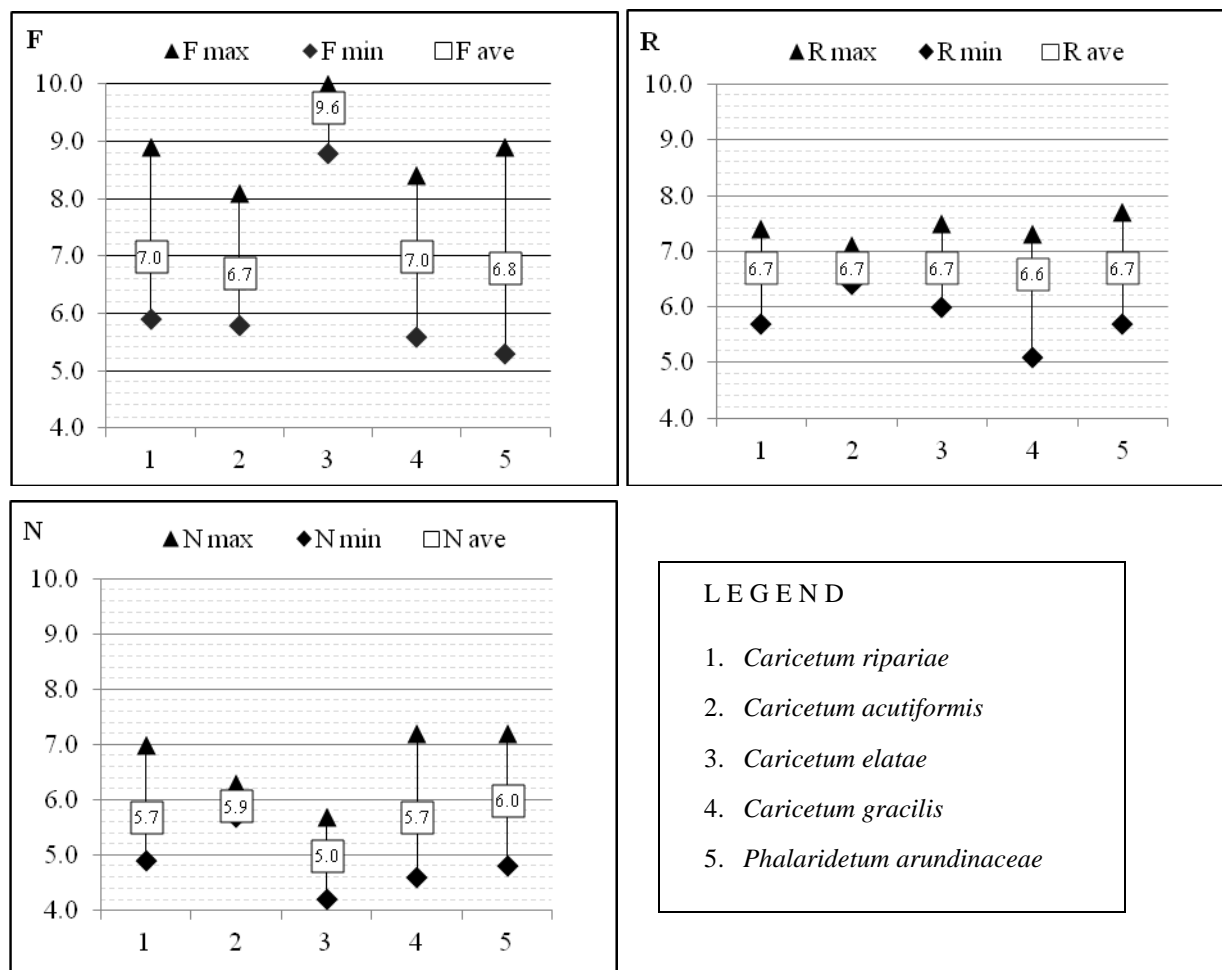 F
▲F max ◆F min □F ave
10.0
9.0
8.0
7.0
6.0
5.0
4.0
7.0
6.7
9.6
7.0
6.8
1 2 3 4 5
R
▲R max ◆R min □R ave
10.0
9.0
8.0
7.0
6.0
5.0
4.0
6.7
6.7
6.7
6.6
6.7
1 2 3 4 5
N
▲N max ◆N min □N ave
10.0
9.0
8.0
7.0
6.0
5.0
4.0
5.7
5.9
5.0
5.7
6.0
1 2 3 4 5
L E G E N D
1. Caricetum ripariae
2. Caricetum acutiformis
3. Caricetum elatae
4. Caricetum gracilis
5. Phalaridetum arundinaceae